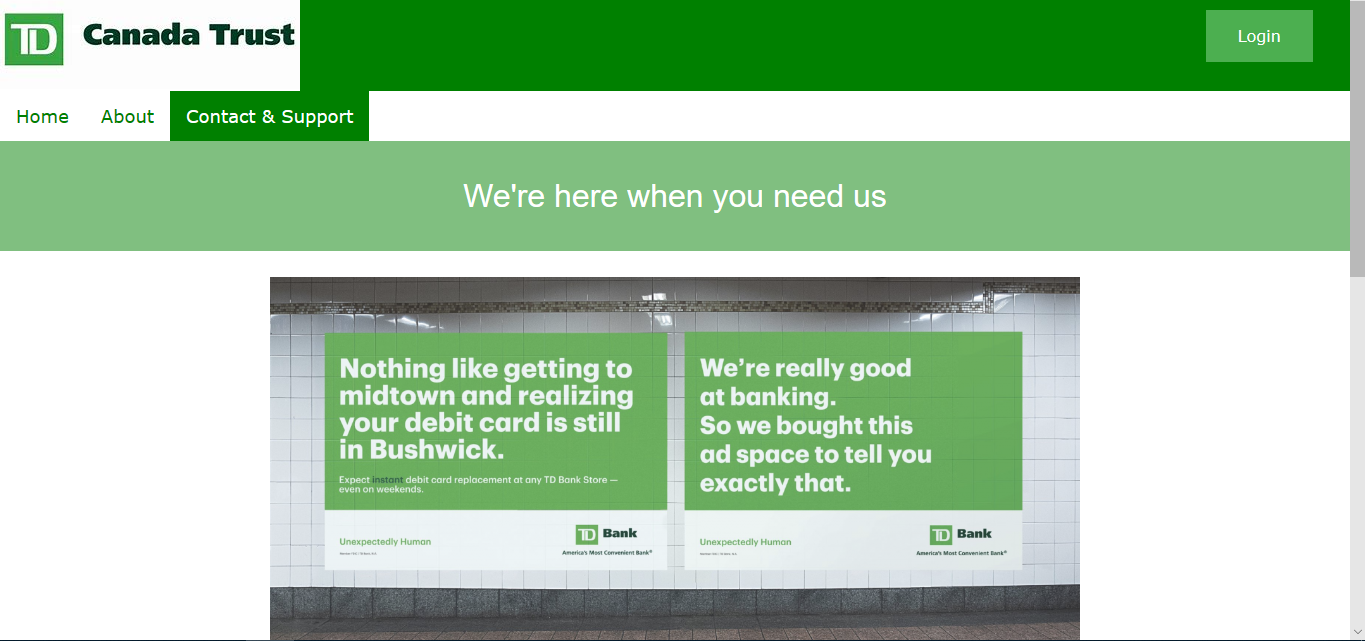 TD Canada Trust
Login
Home About Contact & Support
We're here when you need us
Nothing like getting to
midtown and realizing
your debit card is still
in Bushwick.
Expect instant debit card replacement at any TD Bank Store —
even on weekends.
Unexpectedly Human
TD Bank
America's Most Convenient Bank®
We’re really good
at banking.
So we bought this
ad space to tell you
exactly that.
Unexpectedly Human
TD Bank
America's Most Convenient Bank®